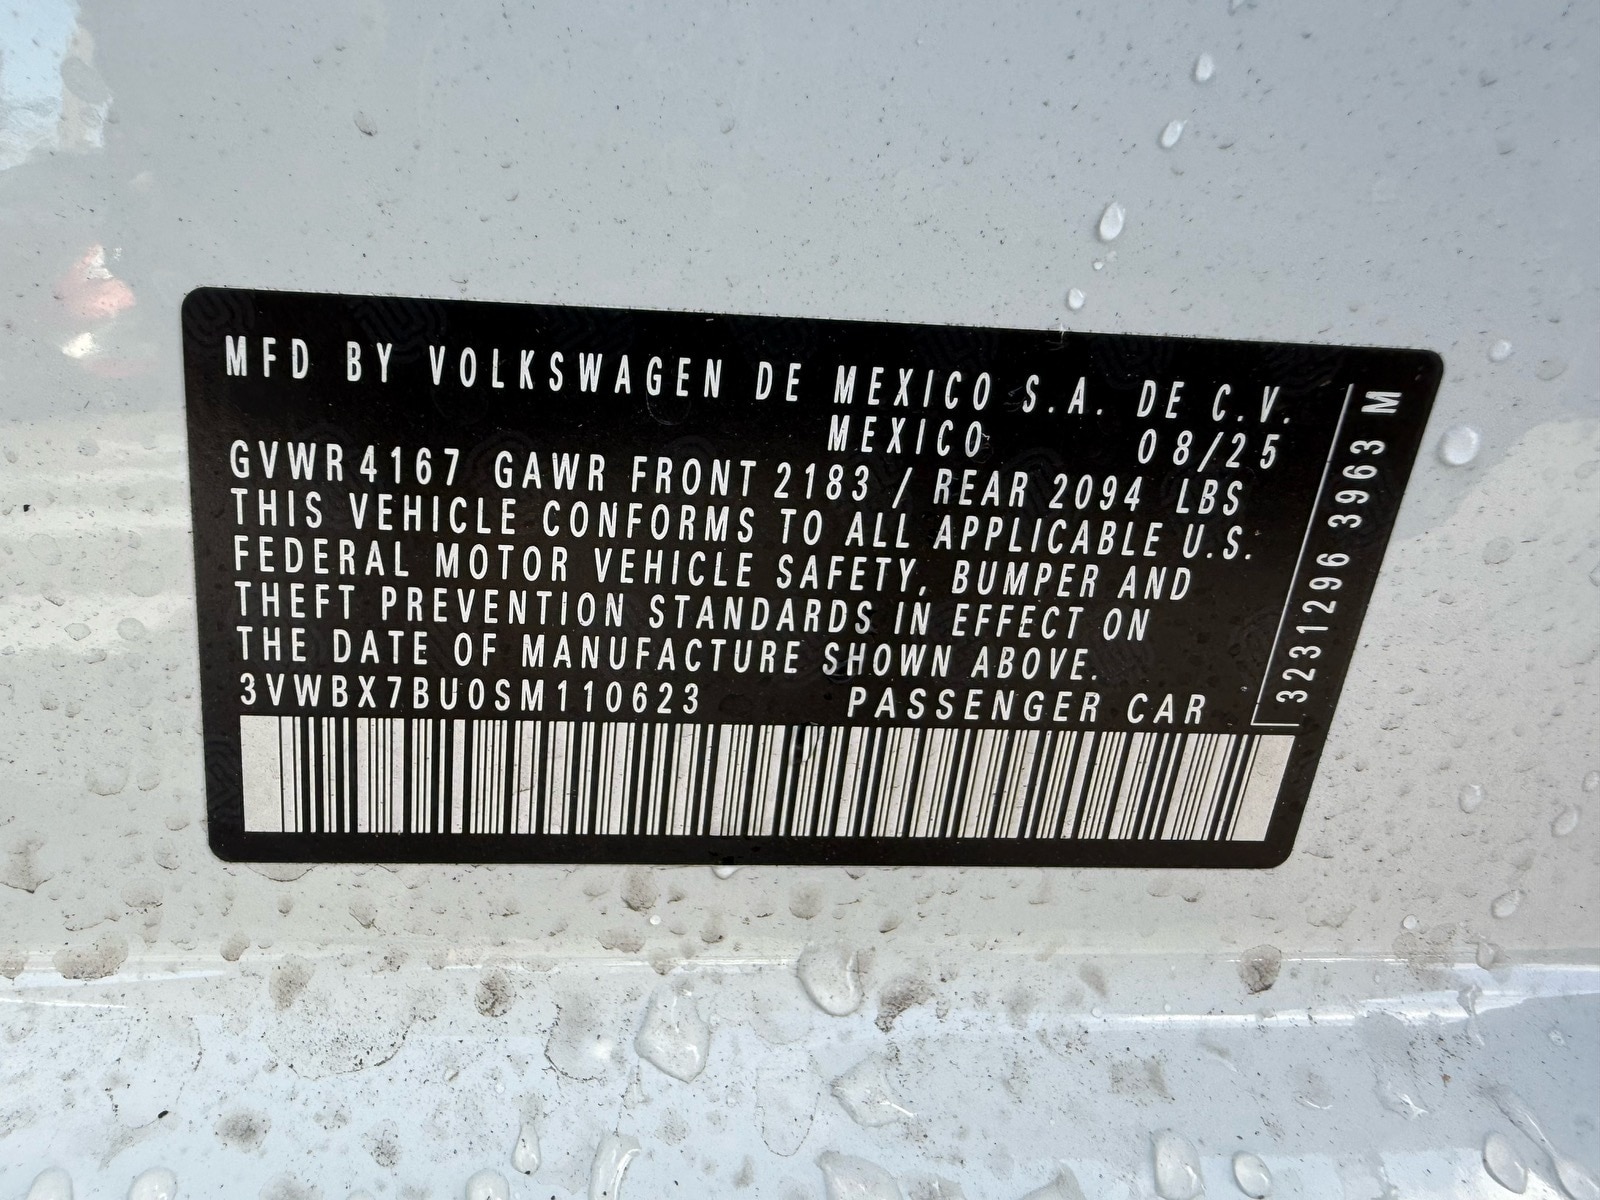 MFD BY VOLKSWAGEN DE MEXICO S.A. DE C.V.
MEXICO 08/25
GVWR 4167 GAWR FRONT 2183 / REAR 2094 LBS
THIS VEHICLE CONFORMS TO ALL APPLICABLE U.S.
FEDERAL MOTOR VEHICLE SAFETY, BUMPER AND
THEFT PREVENTION STANDARDS IN EFFECT ON
THE DATE OF MANUFACTURE SHOWN ABOVE.
3VWBX7BU0SM110623 PASSENGER CAR
3231296 3963 M